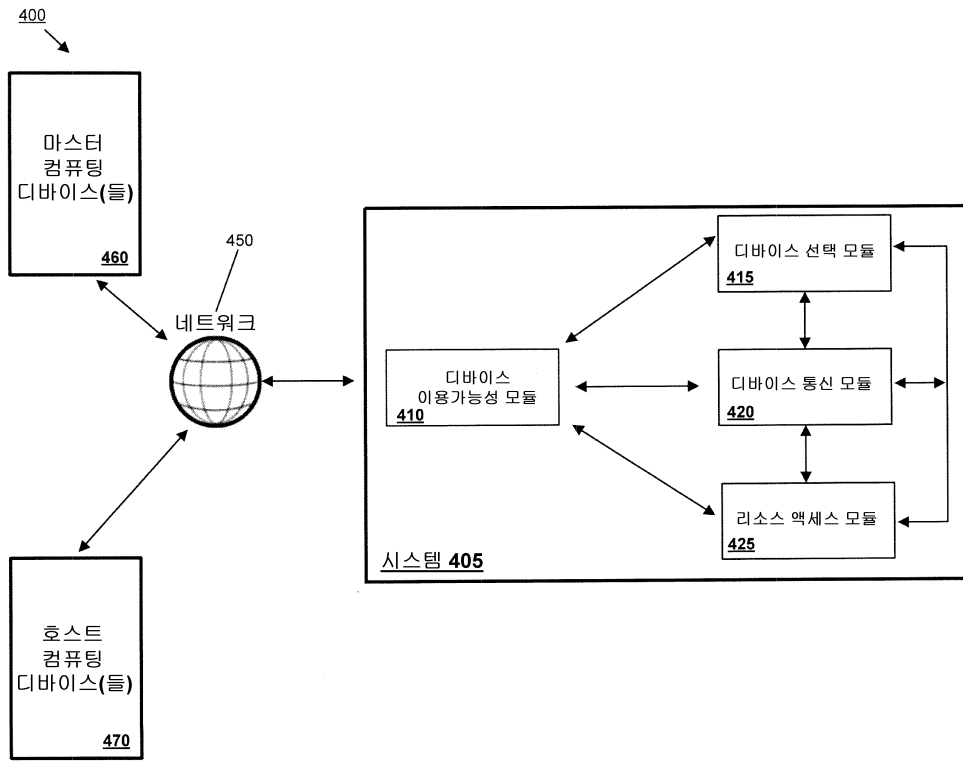 400
마스터
컴퓨팅
디바이스(들)
460
450
네트워크
디바이스 선택 모듈
415
디바이스
이용가능성 모듈
410
디바이스 통신 모듈
420
리소스 액세스 모듈
425
시스템 405
호스트
컴퓨팅
디바이스(들)
470